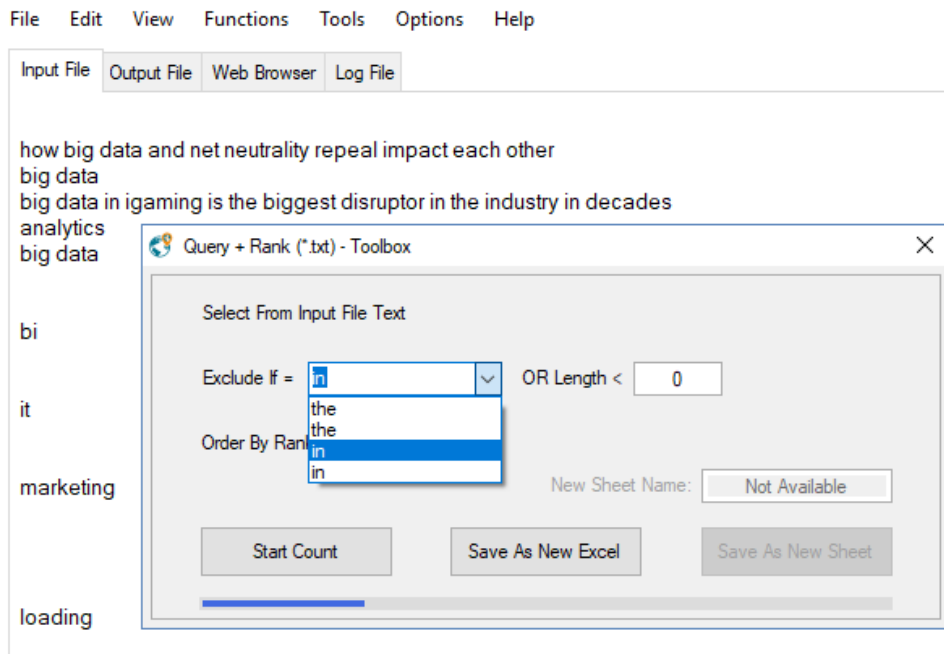 File Edit View Functions Tools Options Help
Input File Output File Web Browser Log File
how big data and net neutrality repeal impact each other
big data
big data in igaming is the biggest disruptor in the industry in decades
analytics
big data
bi
it
marketing
loading
Query + Rank (*.txt) - Toolbox
Select From Input File Text
Exclude If = in OR Length < 0
the
the
in
in
Order By Ran
New Sheet Name: Not Available
Start Count Save As New Excel Save As New Sheet